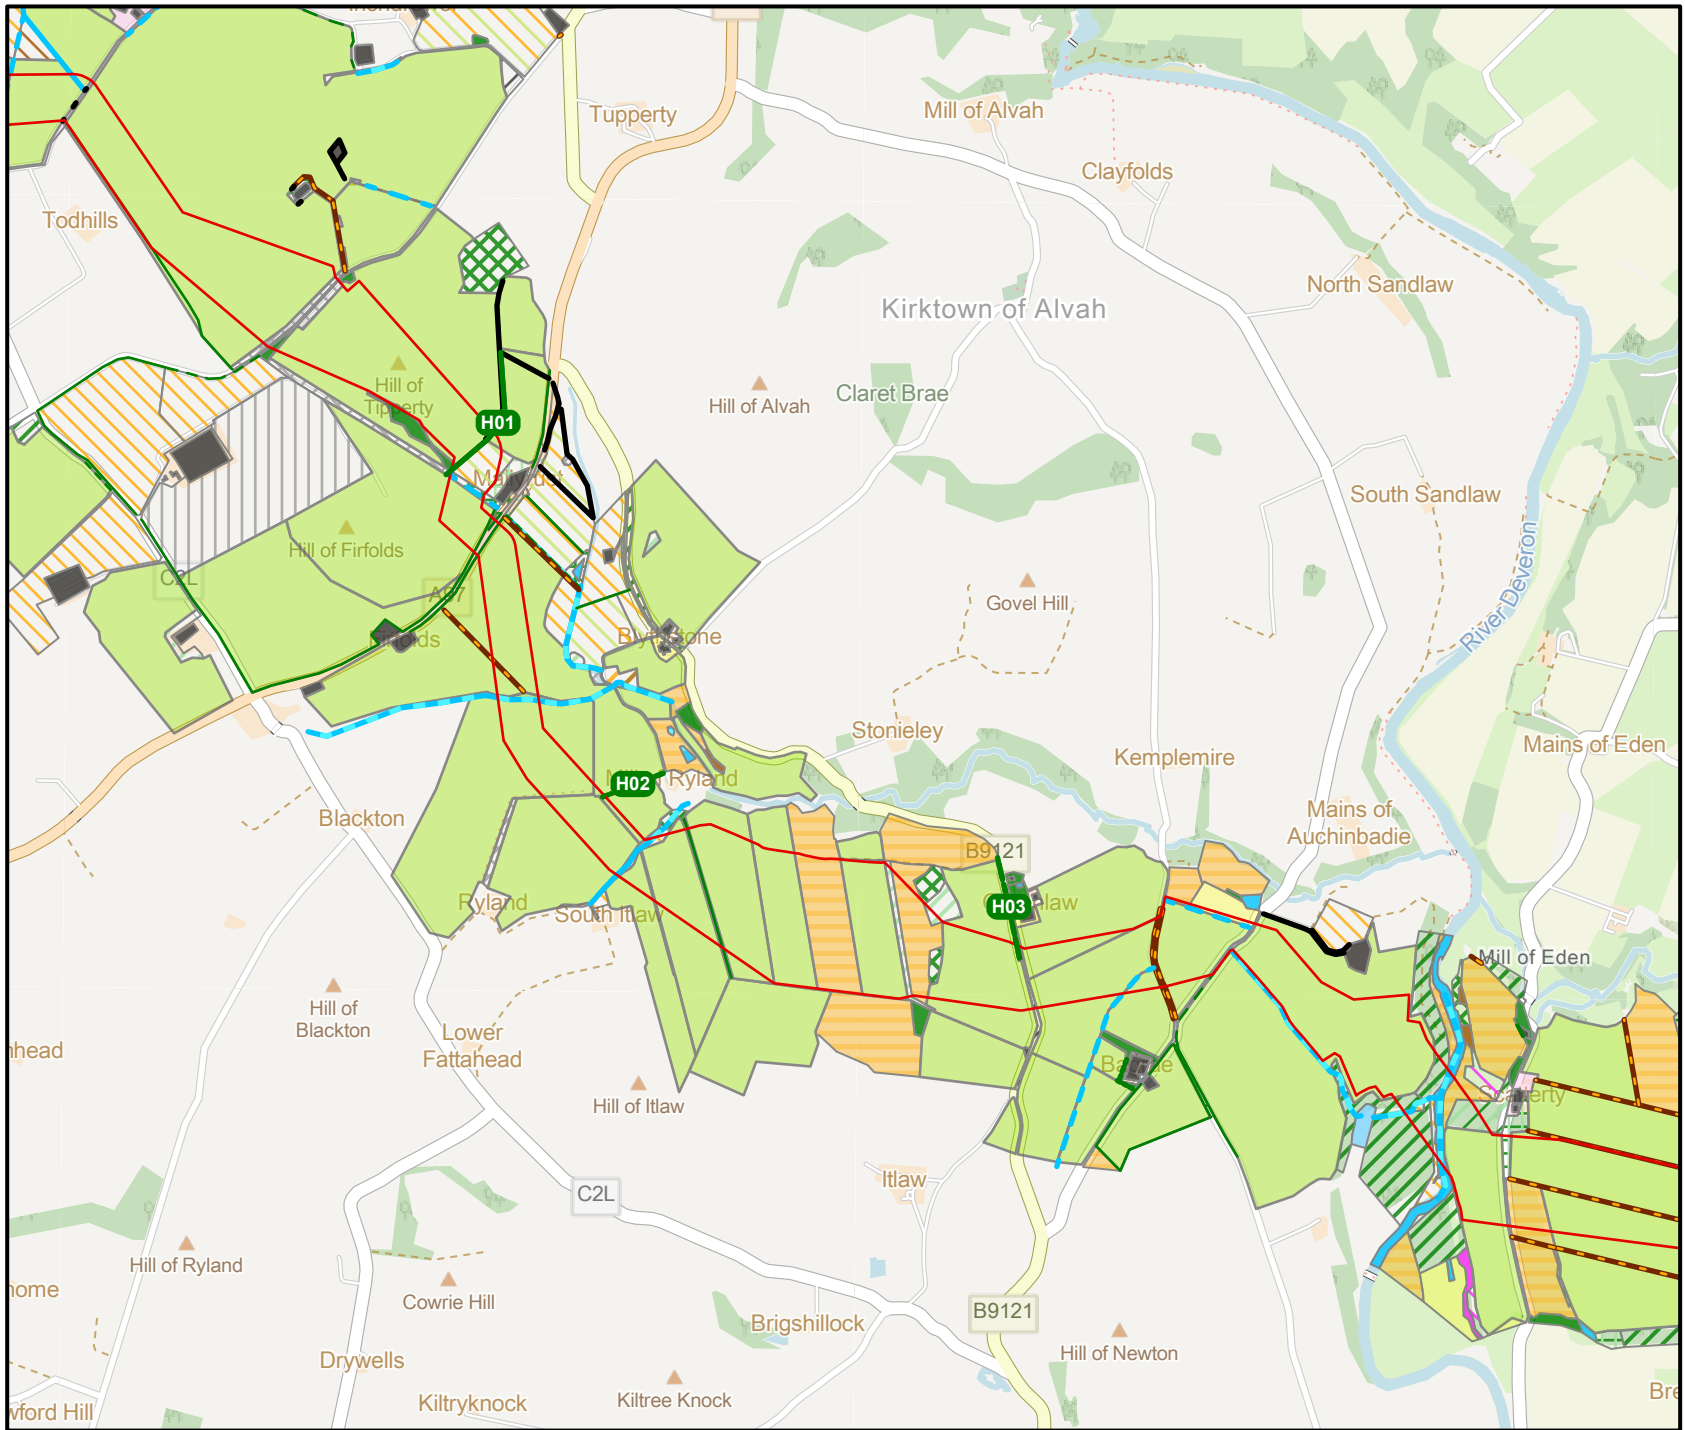 Tupperty
Mill of Alvah
Clayfolds
Todhills
North Sandlaw
Kirktown of Alvah
Hill of
Tipperty
Hill of Alvah
Claret Brae
H01
South Sandlaw
Hill of Firfolds
C2L
A97
Govel Hill
River Deveron
Stonieley
Kemplemire
Mains of Eden
H02
Ryland
Blackton
Mains of
Auchinbadie
B9121
Ryland
South Itlaw
H03
Mill of Eden
Hill of
Blackton
Lower
Fattahead
Hill of Itlaw
Scatterty
Itlaw
C2L
Hill of Ryland
Cowrie Hill
Brigshillock
B9121
Hill of Newton
Drywells
Kiltryknock
Kiltree Knock